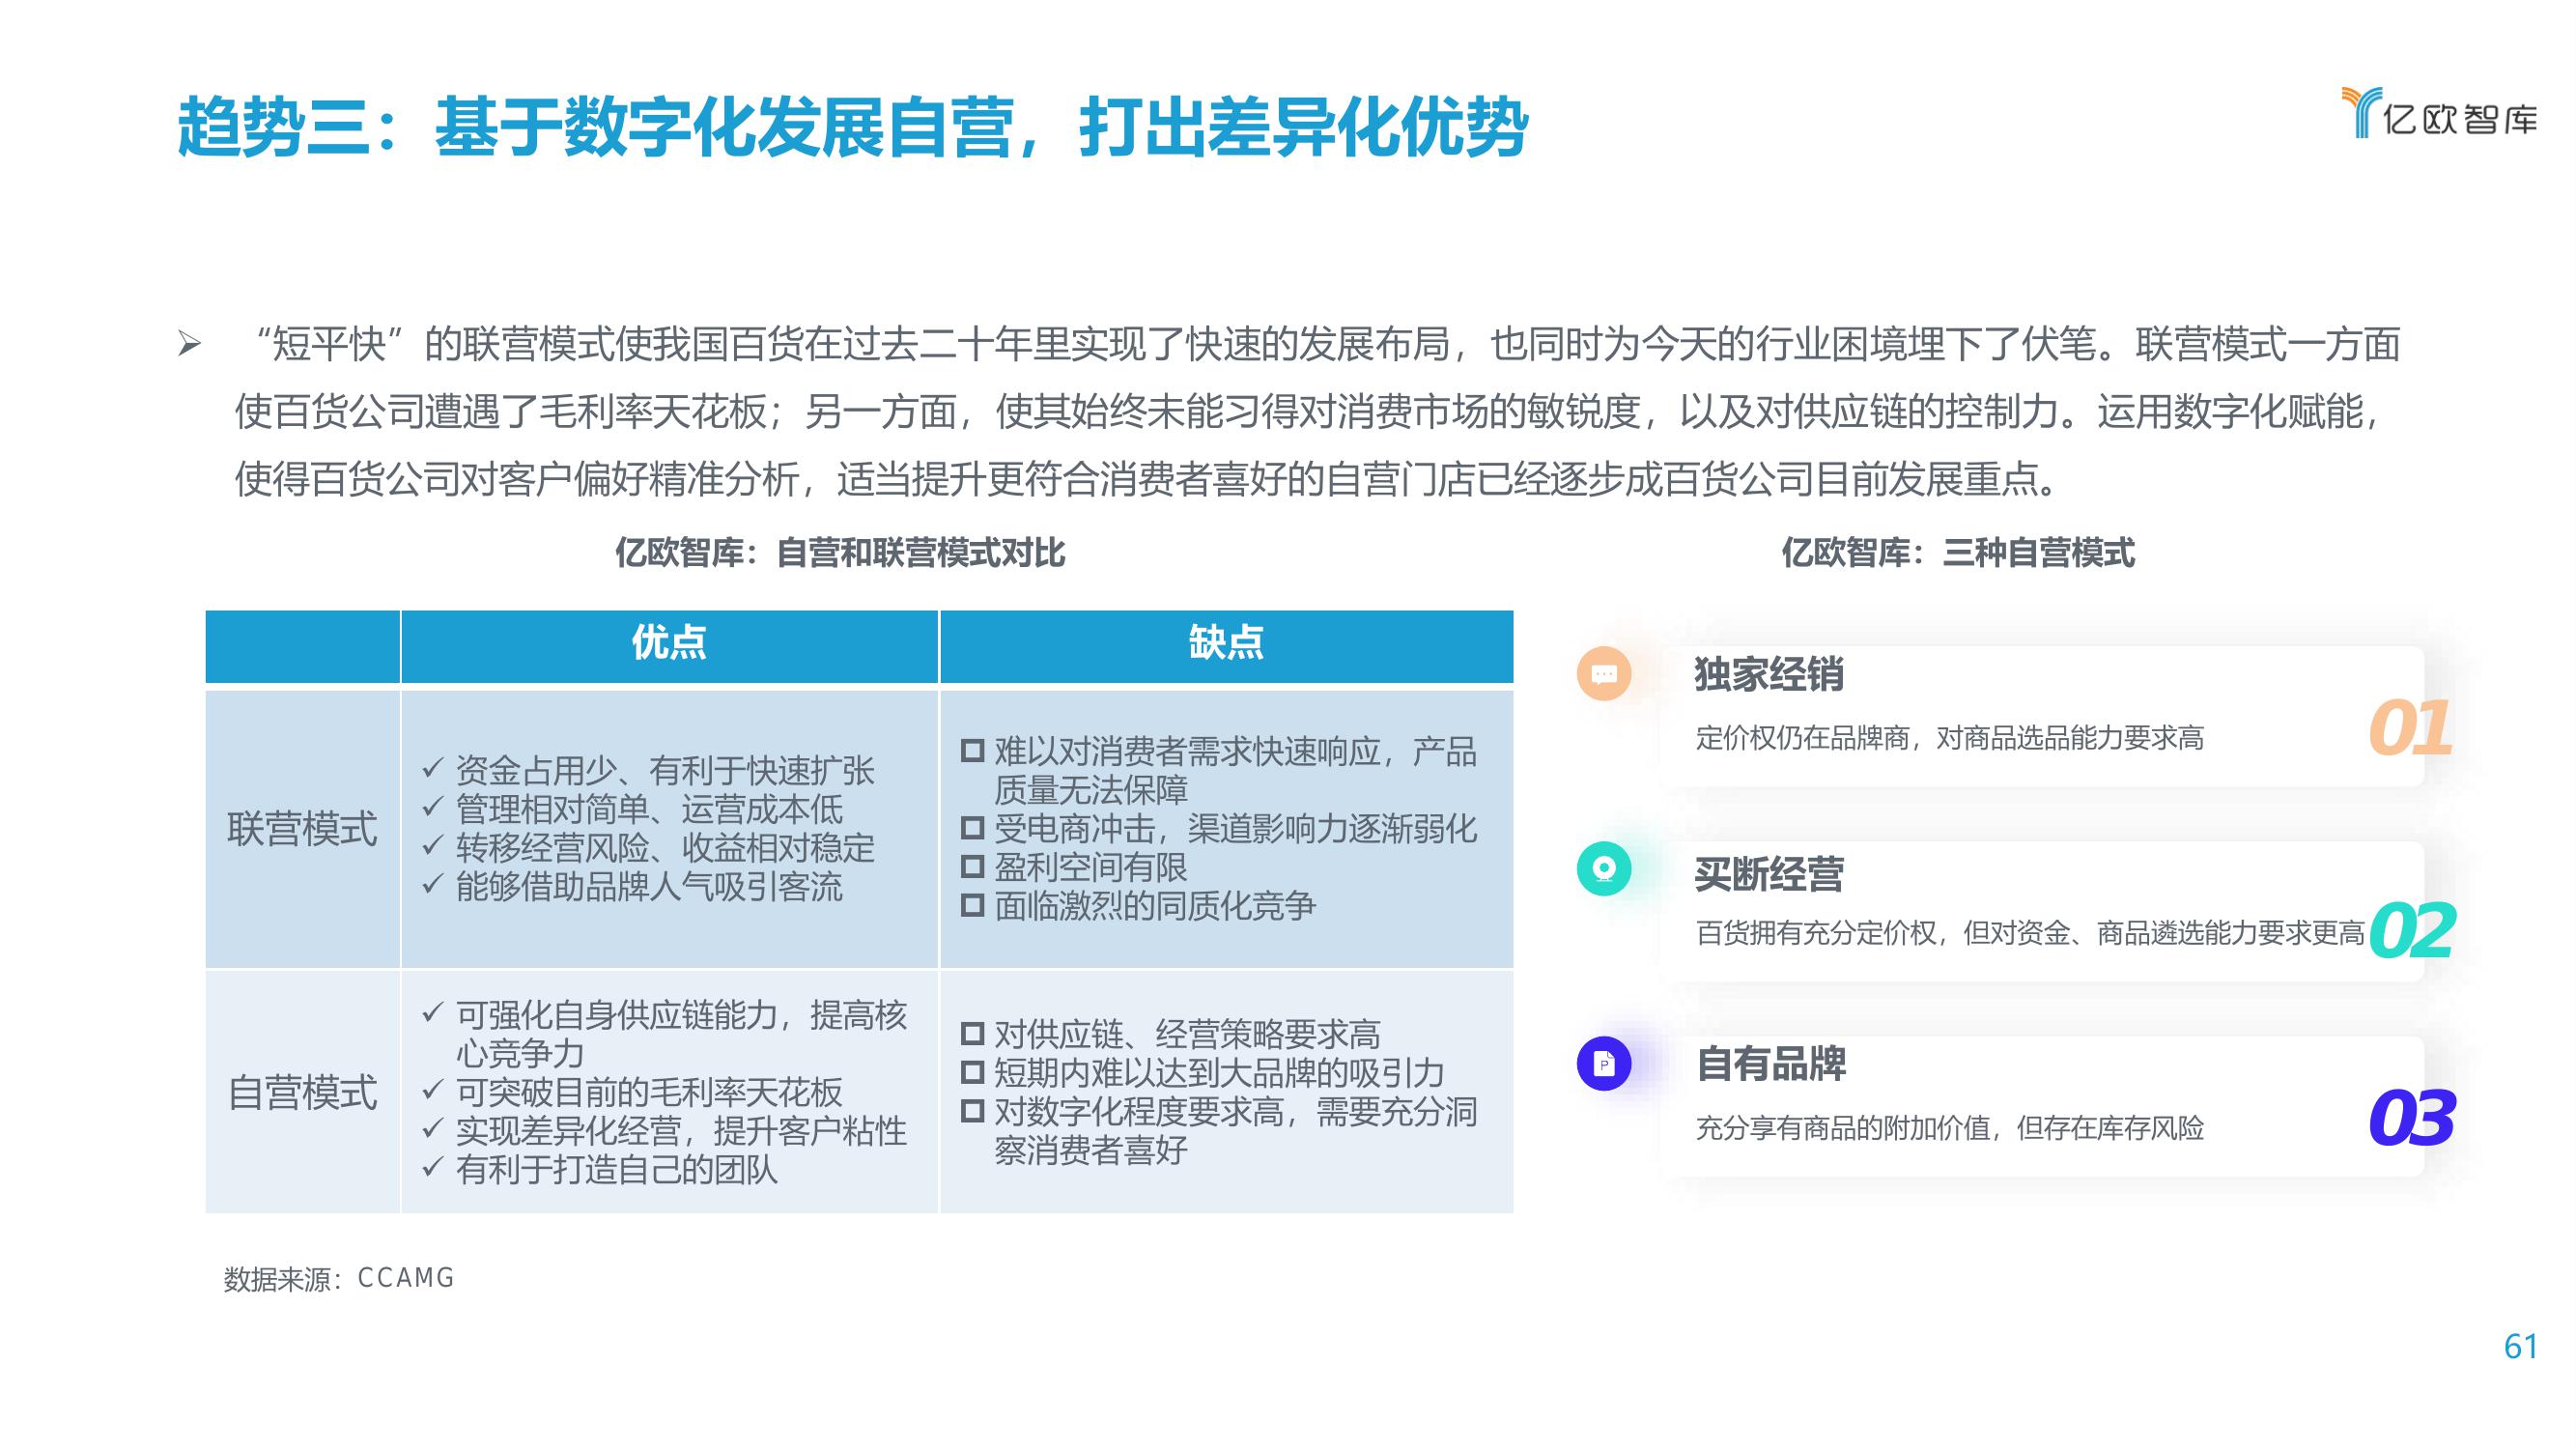 趋势三：基于数字化发展自营，打出差异化优势
亿欧智库
“短平快”的联营模式使我国百货在过去二十年里实现了快速的发展布局，也同时为今天的行业困境埋下了伏笔。联营模式一方面
使百货公司遭遇了毛利率天花板；另一方面，使其始终未能习得对消费市场的敏锐度，以及对供应链的控制力。运用数字化赋能，
使得百货公司对客户偏好精准分析，适当提升更符合消费者喜好的自营门店已经逐步成百货公司目前发展重点。
亿欧智库：自营和联营模式对比
优点
缺点
联营模式
资金占用少、有利于快速扩张
管理相对简单、运营成本低
转移经营风险、收益相对稳定
能够借助品牌人气吸引客流
难以对消费者需求快速响应，产品
质量无法保障
受电商冲击，渠道影响力逐渐弱化
盈利空间有限
面临激烈的同质化竞争
自营模式
可强化自身供应链能力，提高核
心竞争力
可突破目前的毛利率天花板
实现差异化经营，提升客户粘性
有利于打造自己的团队
对供应链、经营策略要求高
短期内难以达到大品牌的吸引力
对数字化程度要求高，需要充分洞
察消费者喜好
亿欧智库：三种自营模式
独家经销
定价权仍在品牌商，对商品选品能力要求高
01
买断经营
百货拥有充分定价权，但对资金、商品遴选能力要求更高
02
P
自有品牌
充分享有商品的附加价值，但存在库存风险
03
数据来源：CCAMG
61